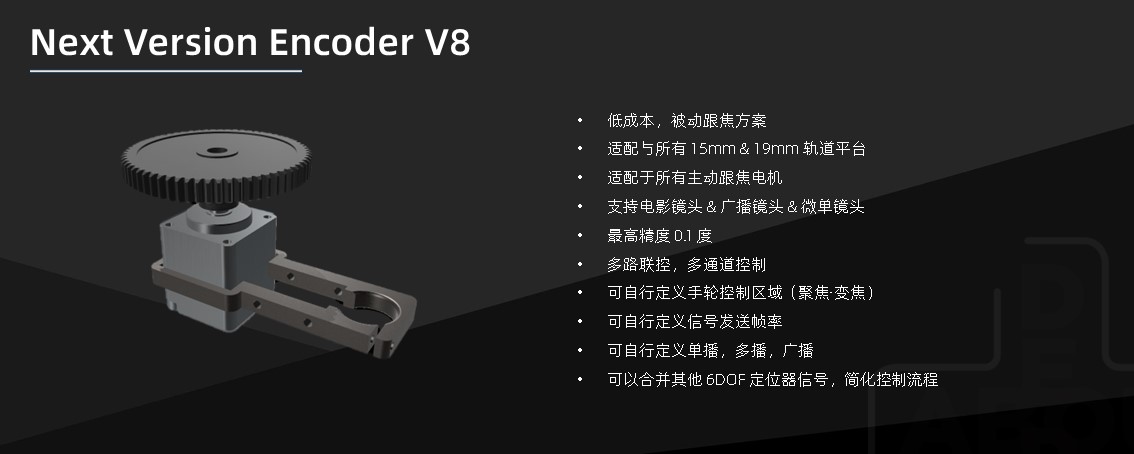 Next Version Encoder V8
• 低成本，被动跟焦方案
• 适配与所有 15mm & 19mm 轨道平台
• 适配于所有主动跟焦电机
• 支持电影镜头 & 广播镜头 & 微单镜头
• 最高精度 0.1 度
• 多路联控，多通道控制
• 可自行定义手轮控制区域（聚焦·变焦）
• 可自行定义信号发送帧率
• 可自行定义单播，多播，广播
• 可以合并其他 6DOF 定位器信号，简化控制流程